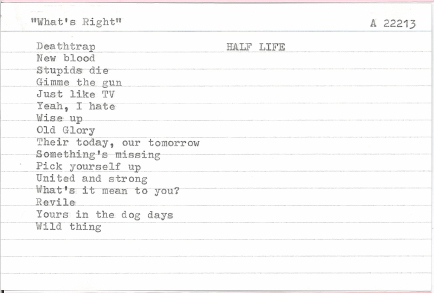 "What's Right" A 22213
Deathtrap HALF LIFE
New blood
Stupids die
Gimme the gun
Just like TV
Yeah, I hate
Wise up
Old Glory
Their today, our tomorrow
Something's missing
Pick yourself up
United and strong
What's it mean to you?
Revile
Yours in the dog days
Wild thing